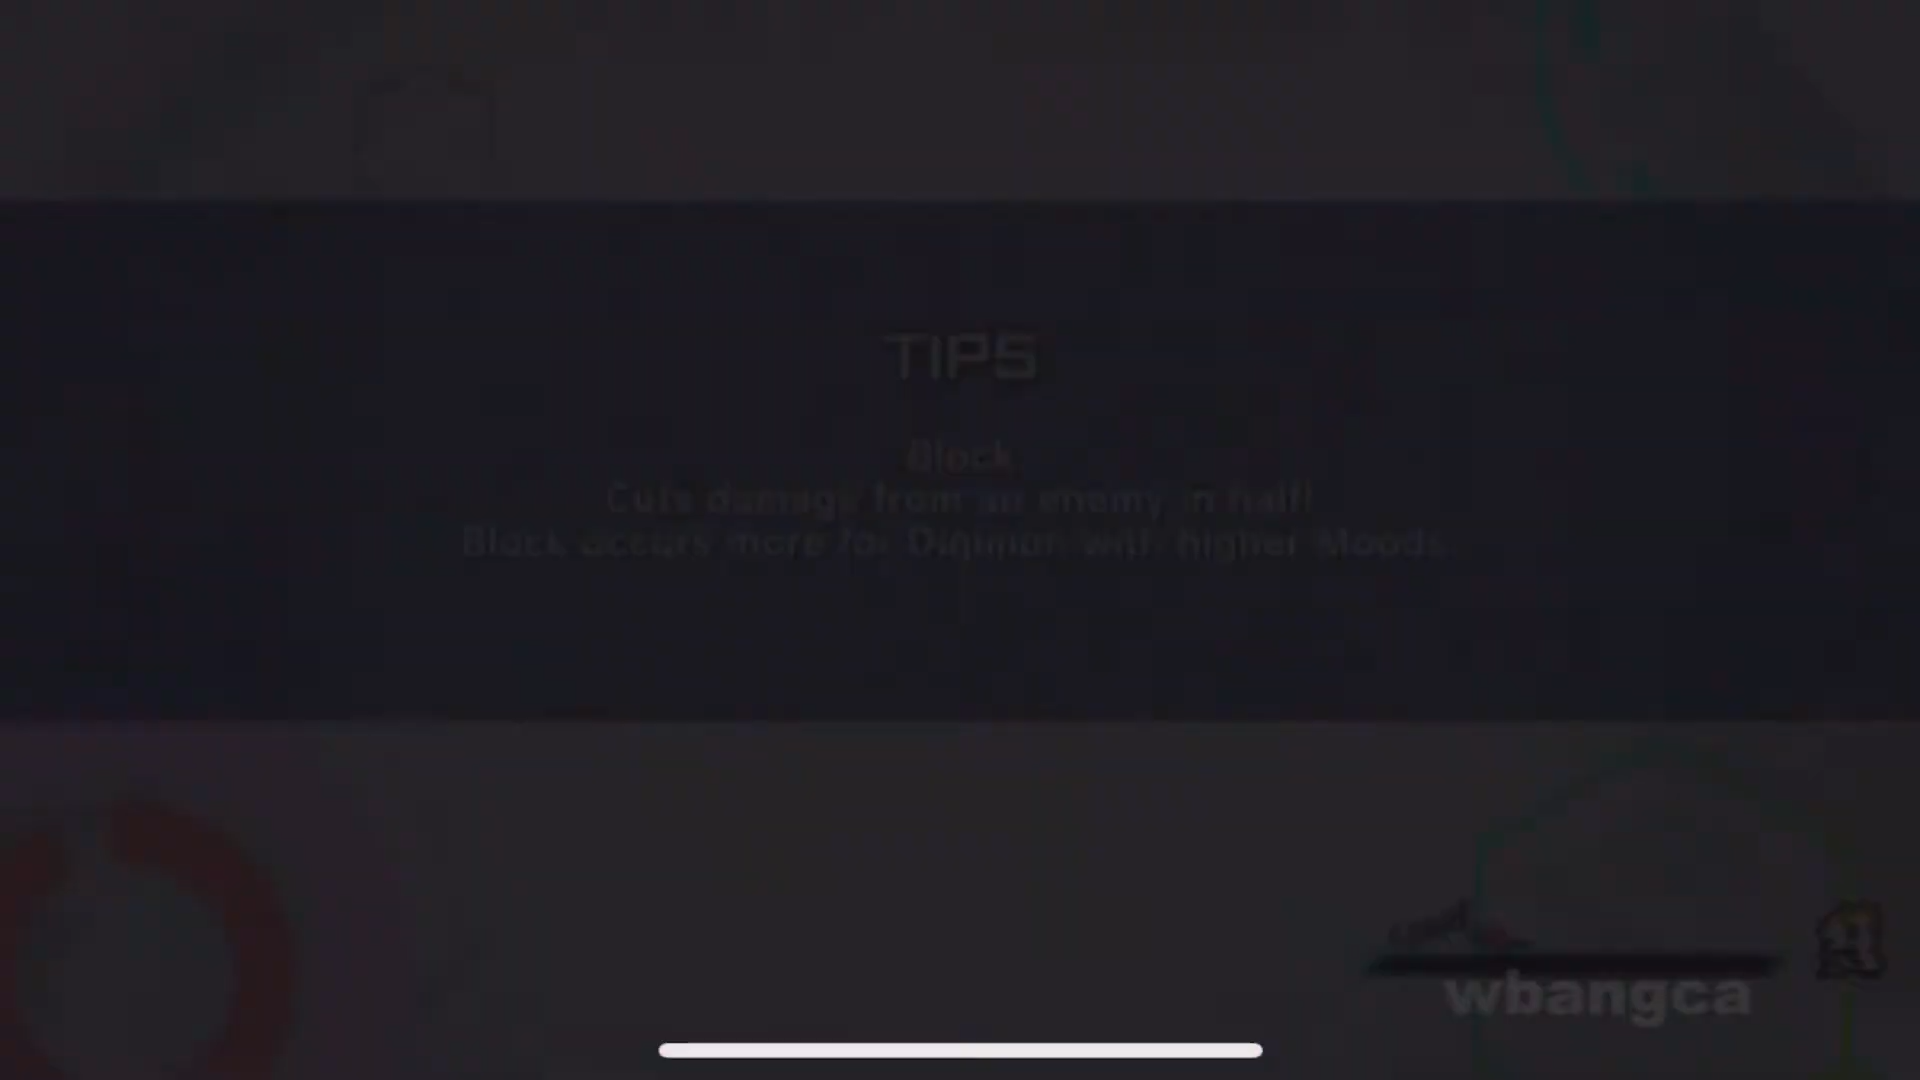 TIPS
Block
Cuts damage from an enemy in half!
Block occurs more for Digimon with higher Moods.
wbangca